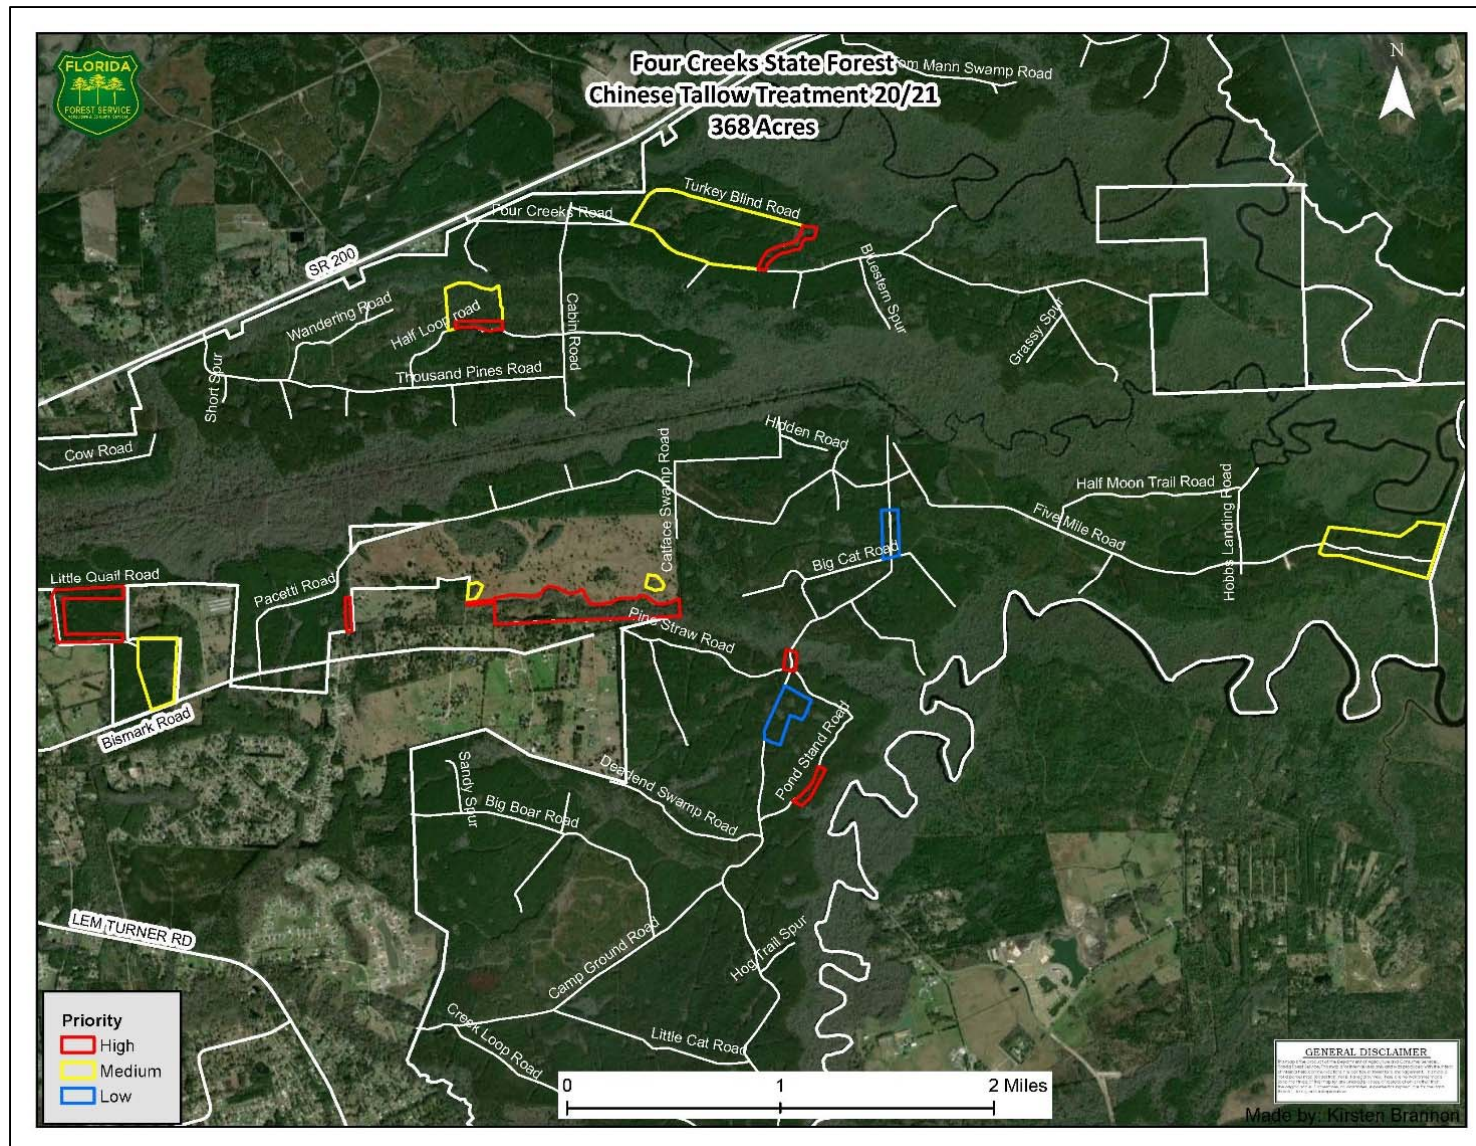 FLORIDA
FOREST SERVICE
Four Creeks State Forest
Chinese Tallow Treatment 20/21
368 Acres
N
Mann Swamp Road
Turkey Blind Road
Four Creeks Road
SR 200
Bluestem Spur
Wandering Road
Half Loop road
Cabin Road
Grassy Spur
Short Spur
Thousand Pines Road
Cow Road
Hidden Road
Catface Swamp Road
Half Moon Trail Road
Hobbs Landing Road
Five Mile Road
Big Cat Road
Little Quail Road
Pacetti Road
Pine Straw Road
Bismark Road
Pond Stand Road
Sandy Spur
Deadend Swamp Road
Big Boar Road
LEM TURNER RD
Camp Ground Road
Hog Trail Spur
Creek Loop Road
Little Cat Road
Priority
High
Medium
Low
0 1 2 Miles
GENERAL DISCLAIMER
Made by: Kirsten Brannon